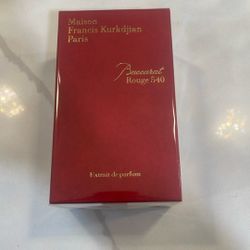 Maison
Francis Kurkdjian
Paris
Baccarat
Rouge 540
Extrait de parfum